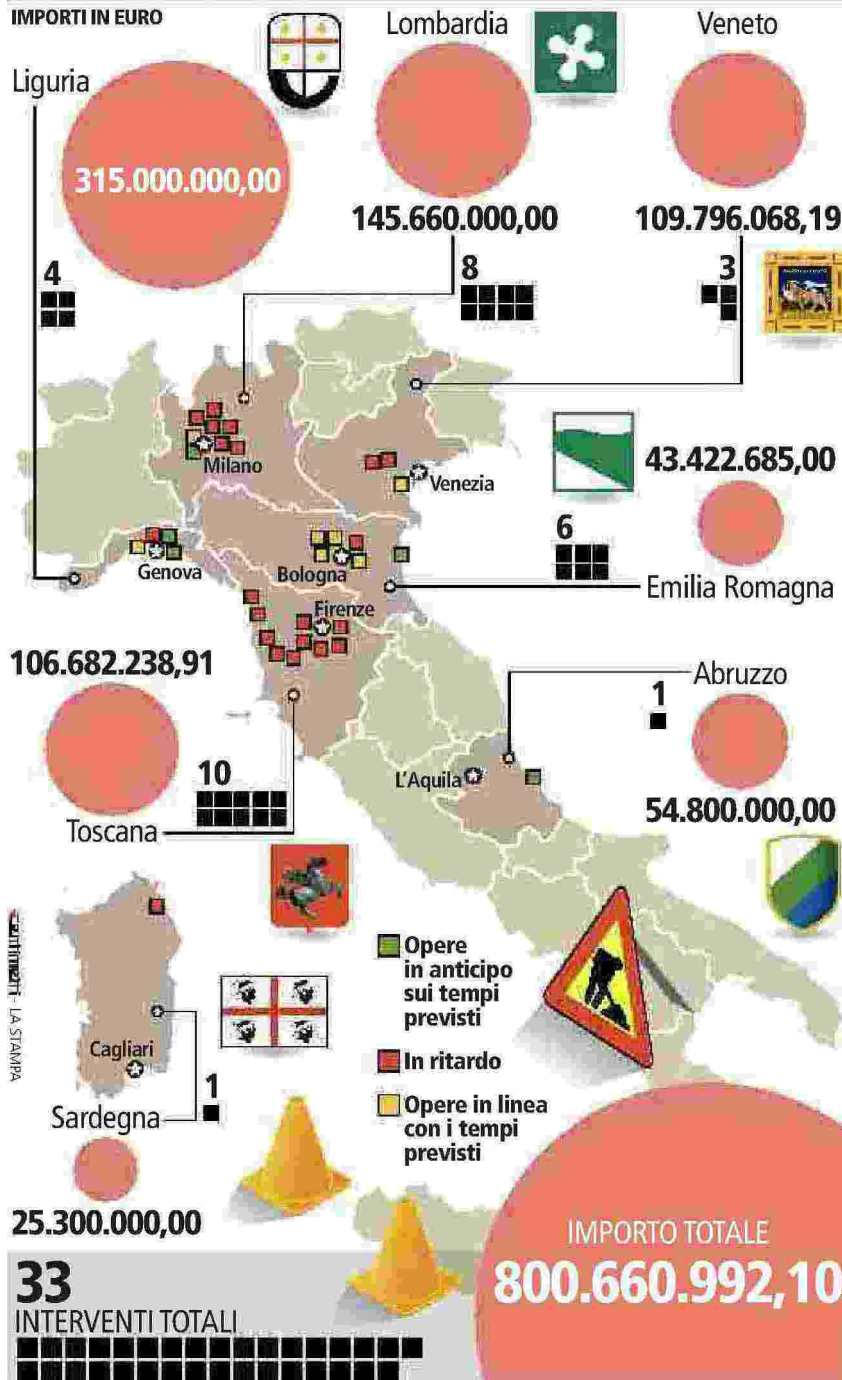 IMPORTI IN EURO
Liguria
315.000.000,00
4
Lombardia
145.660.000,00
8
Veneto
109.796.068,19
3
43.422.685,00
6
Emilia Romagna
Milano
Venezia
Genova
Bologna
Firenze
106.682.238,91
10
Toscana
Abruzzo
1
54.800.000,00
L'Aquila
Cagliari
Sardegna
1
25.300.000,00
Opere
in anticipo
sui tempi
previsti
In ritardo
Opere in linea
con i tempi
previsti
centimetri - LA STAMPA
IMPORTO TOTALE
800.660.992,10
33
INTERVENTI TOTALI